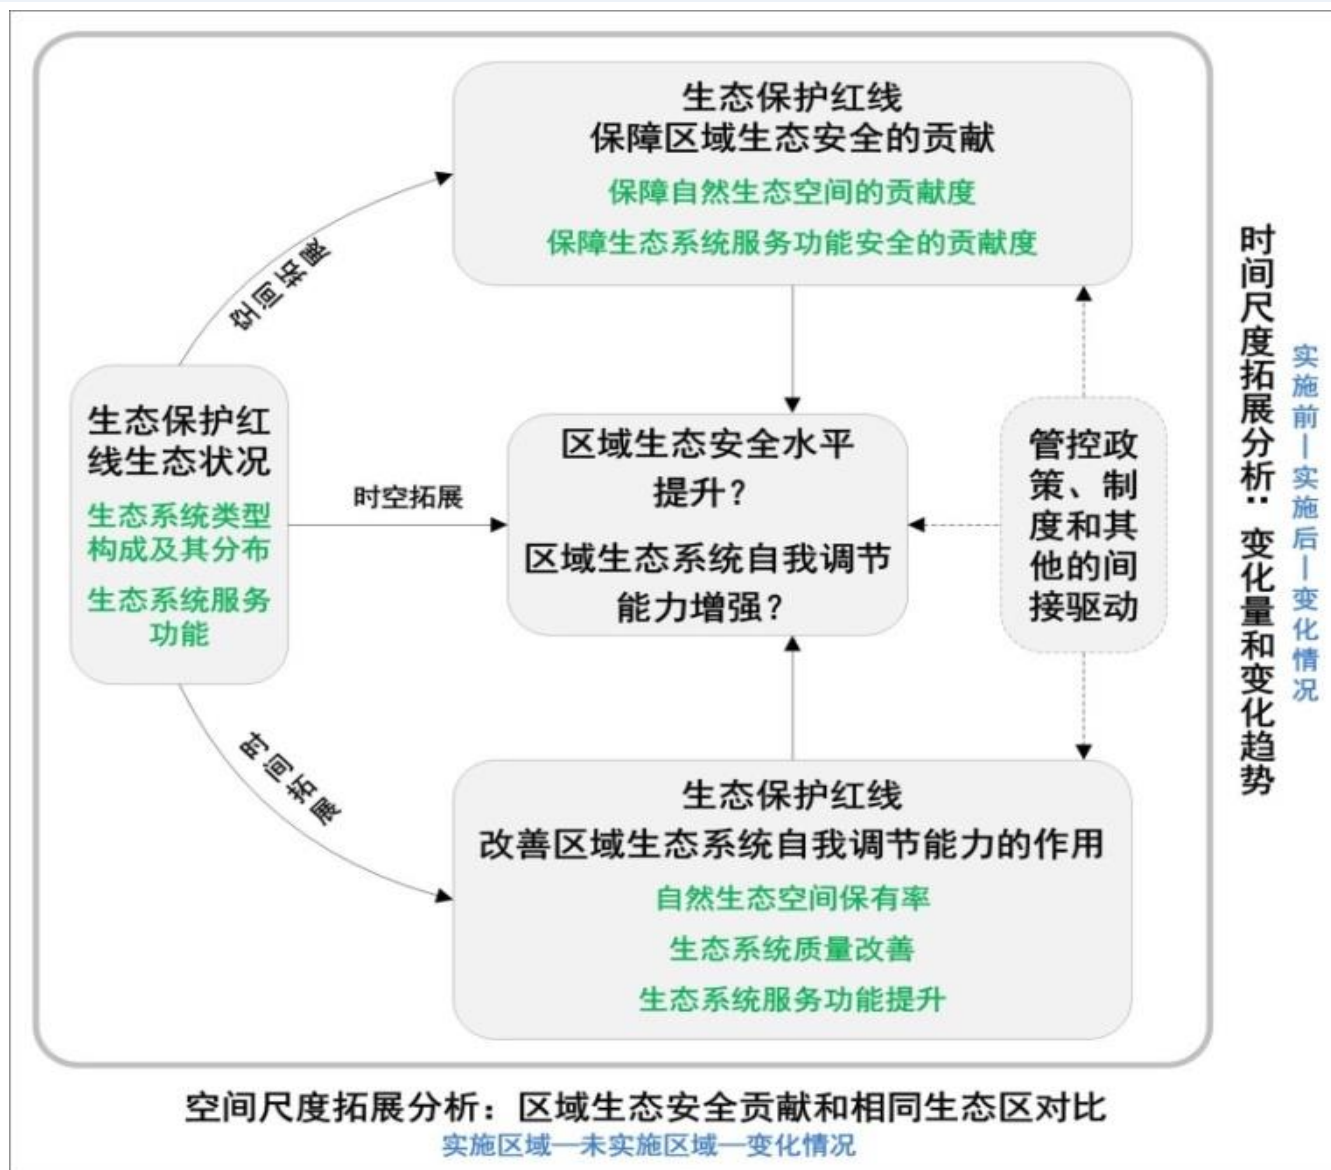 生态保护红线
保障区域生态安全的贡献
保障自然生态空间的贡献度
保障生态系统服务功能安全的贡献度
空间拓展
生态保护红
线生态状况
生态系统类型
构成及其分布
生态系统服务
功能
时空拓展
区域生态安全水平
提升？
区域生态系统自我调节
能力增强？
管控政
策、制
度和其
他的间
接驱动
时间拓展
生态保护红线
改善区域生态系统自我调节能力的作用
自然生态空间保有率
生态系统质量改善
生态系统服务功能提升
时间尺度拓展分析：变化量和变化趋势
实施前—实施后—变化情况
空间尺度拓展分析：区域生态安全贡献和相同生态区对比
实施区域—未实施区域—变化情况